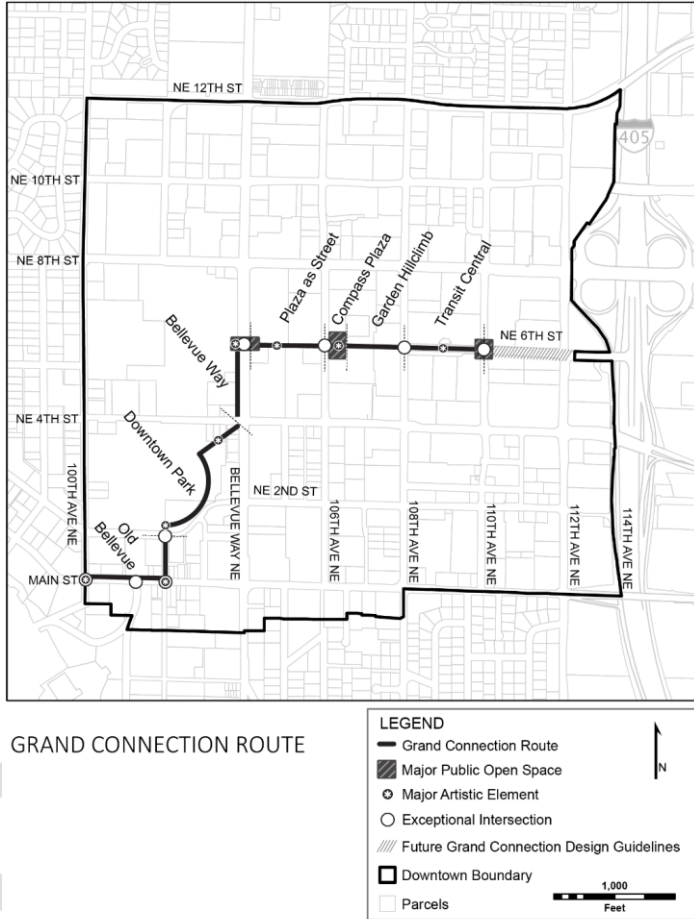 NE 12TH ST
405
NE 10TH ST
NE 8TH ST
Plaza as Street
Compass Plaza
Garden Hillclimb
Transit Central
Bellevue Way
NE 6TH ST
NE 4TH ST
Downtown Park
100TH AVE NE
BELLEVUE WAY NE
NE 2ND ST
106TH AVE NE
108TH AVE NE
110TH AVE NE
112TH AVE NE
114TH AVE NE
Old
Bellevue
MAIN ST
GRAND CONNECTION ROUTE
LEGEND
Grand Connection Route
Major Public Open Space
N
Major Artistic Element
Exceptional Intersection
Future Grand Connection Design Guidelines
Downtown Boundary
Parcels
1,000
Feet